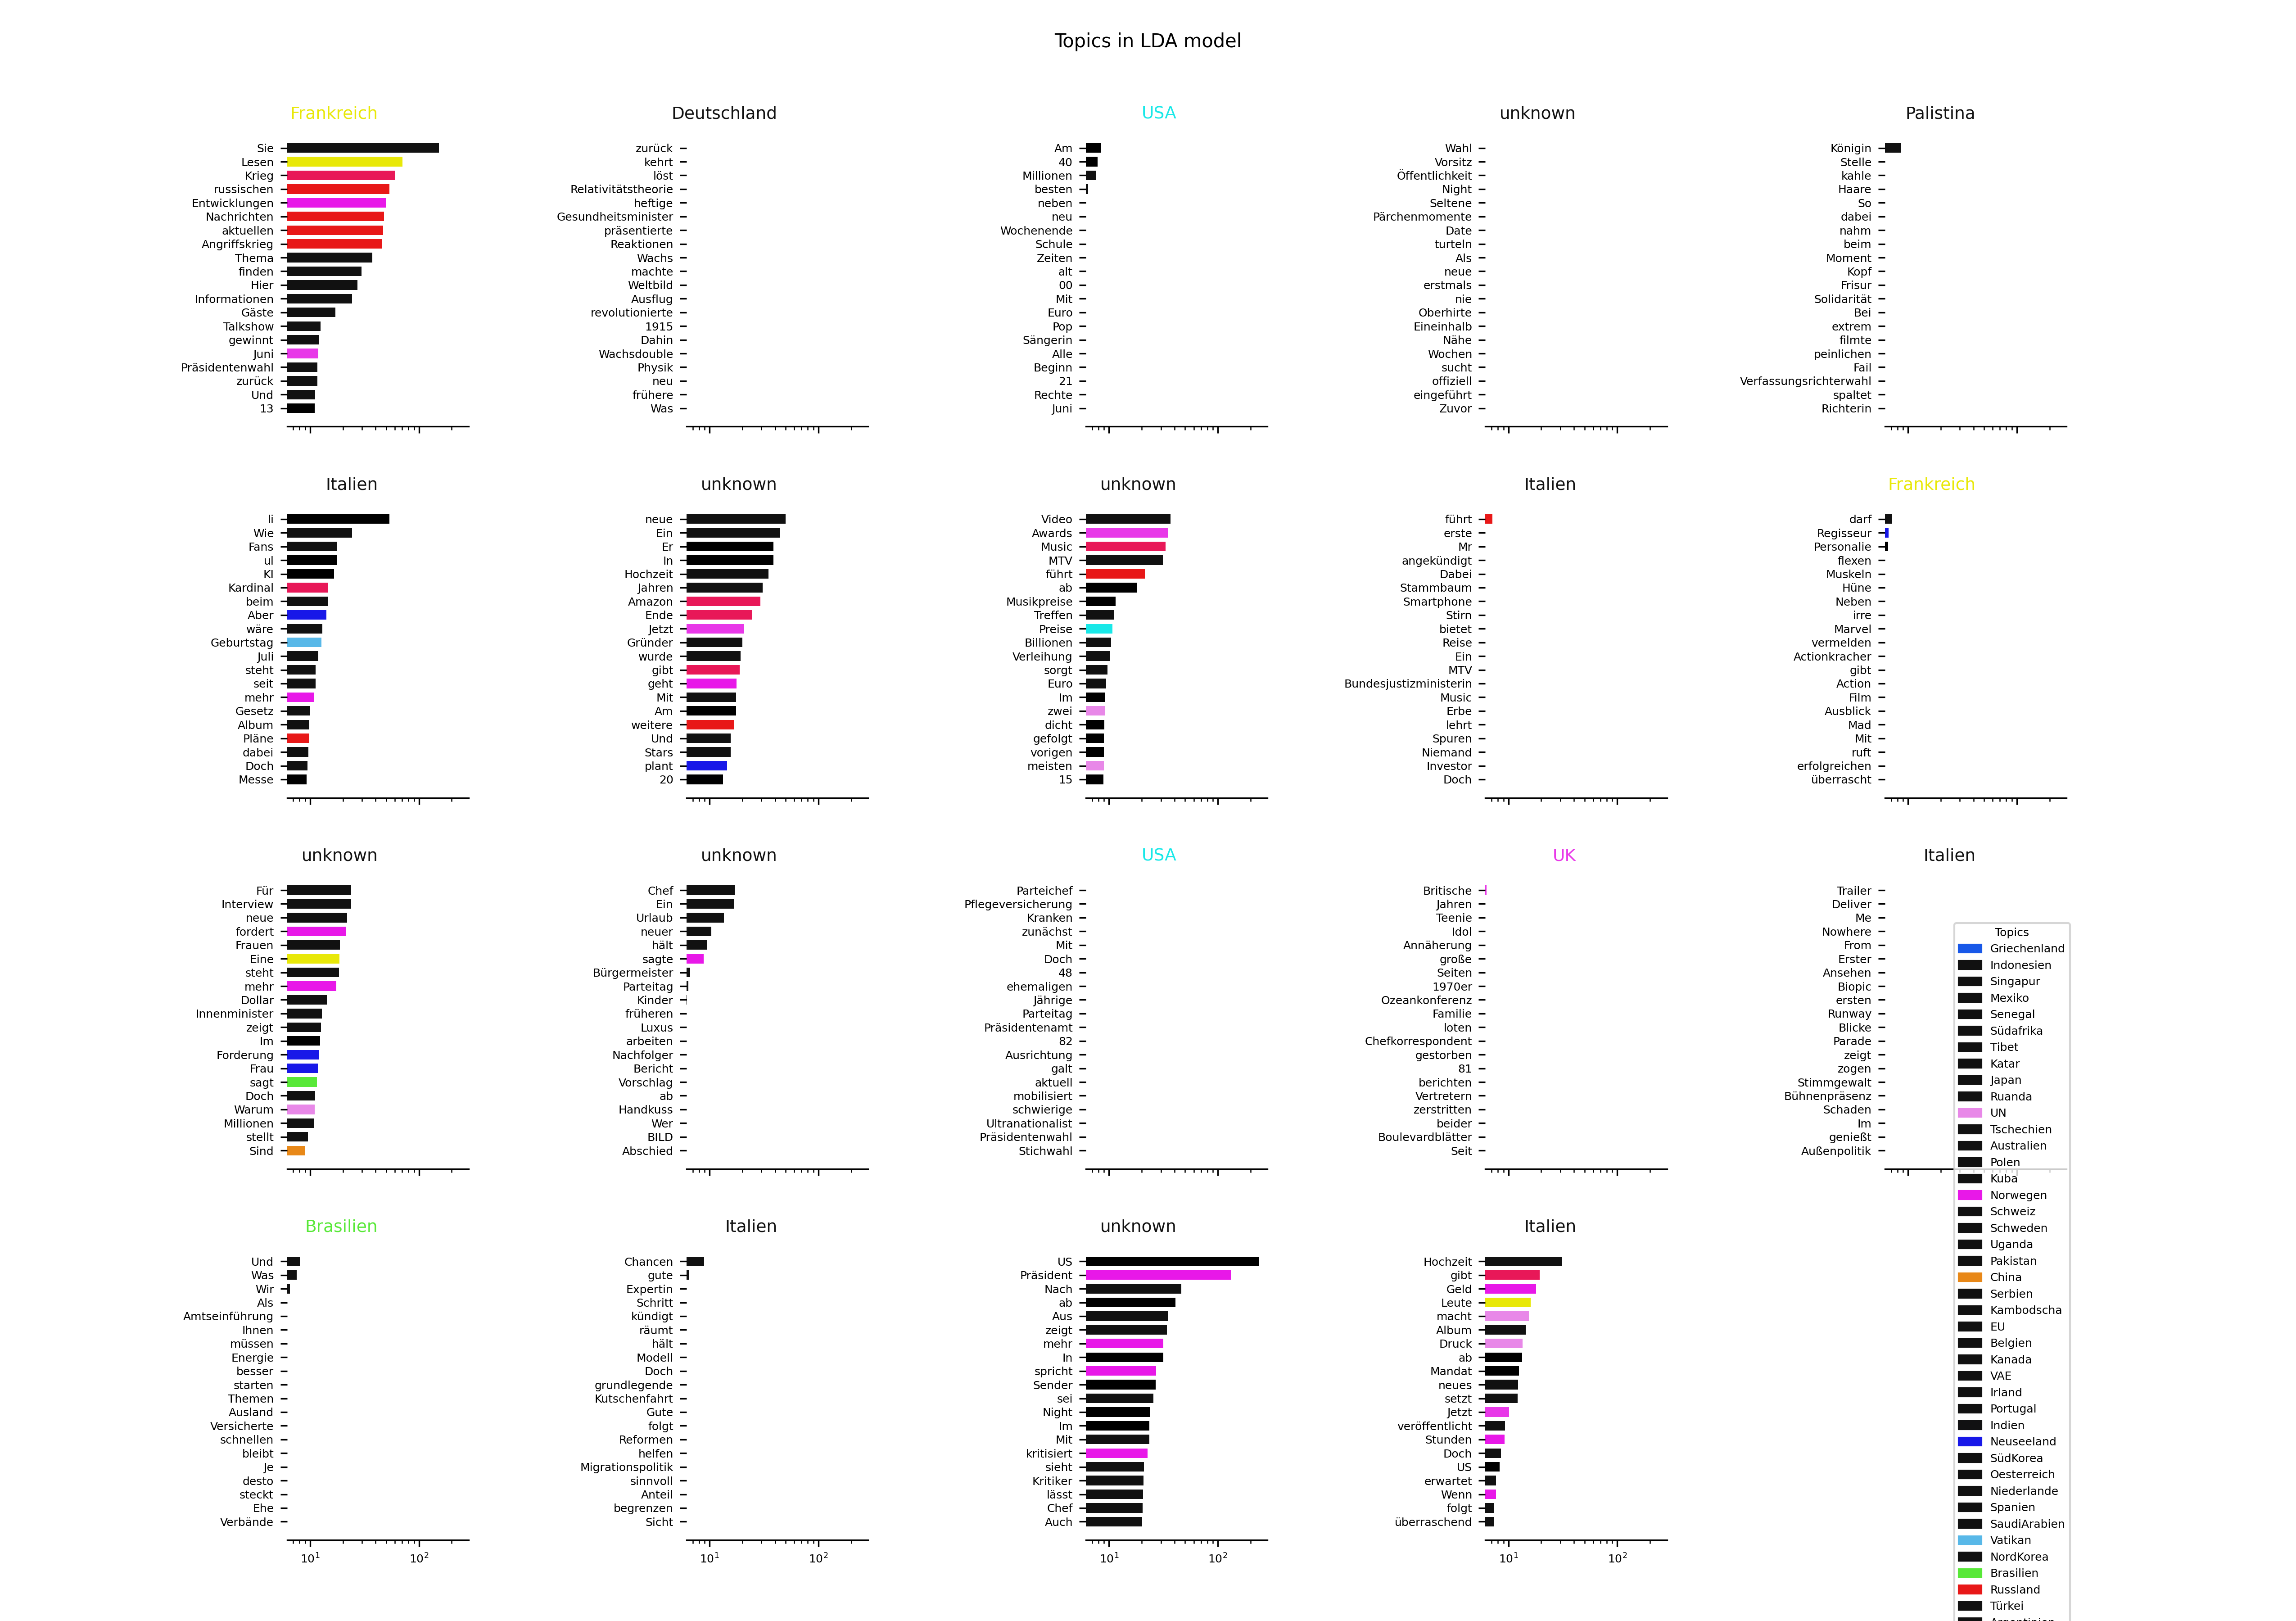 Topics in LDA model
Frankreich
Sie
Lesen
Krieg
russischen
Entwicklungen
Nachrichten
aktuellen
Angriffskrieg
Thema
finden
Hier
Informationen
Gäste
Talkshow
gewinnt
Juni
Präsidentenwahl
zurück
Und
13
Deutschland
zurück
kehrt
löst
Relativitätstheorie
heftige
Gesundheitsminister
präsentierte
Reaktionen
Wachs
machte
Weltbild
Ausflug
revolutionierte
1915
Dahin
Wachsdouble
Physik
neu
frühere
Was
USA
Am
40
Millionen
besten
neben
neu
Wochenende
Schule
Zeiten
alt
00
Mit
Euro
Pop
Sängerin
Alle
Beginn
21
Rechte
Juni
unknown
Wahl
Vorsitz
Öffentlichkeit
Night
Seltene
Pärchenmomente
Date
turteln
Als
neue
erstmals
nie
Oberhirte
Eineinhalb
Nähe
Wochen
sucht
offiziell
eingeführt
Zuvor
Palistina
Königin
Stelle
kahle
Haare
So
dabei
nahm
beim
Moment
Kopf
Frisur
Solidarität
Bei
extrem
filmte
peinlichen
Fail
Verfassungsrichterwahl
spaltet
Richterin
Italien
li
Wie
Fans
ul
KI
Kardinal
beim
Aber
wäre
Geburtstag
Juli
steht
seit
mehr
Gesetz
Album
Pläne
dabei
Doch
Messe
unknown
neue
Ein
Er
In
Hochzeit
Jahren
Amazon
Ende
Jetzt
Gründer
wurde
gibt
geht
Mit
Am
weitere
Und
Stars
plant
20
unknown
Video
Awards
Music
MTV
führt
ab
Musikpreise
Treffen
Preise
Billionen
Verleihung
sorgt
Euro
Im
zwei
dicht
gefolgt
vorigen
meisten
15
Italien
führt
erste
Mr
angekündigt
Dabei
Stammbaum
Smartphone
Stirn
bietet
Reise
Ein
MTV
Bundesjustizministerin
Music
Erbe
lehrt
Spuren
Niemand
Investor
Doch
Frankreich
darf
Regisseur
Personalie
flexen
Muskeln
Hüne
Neben
irre
Marvel
vermelden
Actionkracher
gibt
Action
Film
Ausblick
Mad
Mit
ruft
erfolgreichen
überrascht
unknown
Für
Interview
neue
fordert
Frauen
Eine
steht
mehr
Dollar
Innenminister
zeigt
Im
Forderung
Frau
sagt
Doch
Warum
Millionen
stellt
Sind
unknown
Chef
Ein
Urlaub
neuer
hält
sagte
Bürgermeister
Parteitag
Kinder
früheren
Luxus
arbeiten
Nachfolger
Bericht
Vorschlag
ab
Handkuss
Wer
BILD
Abschied
USA
Parteichef
Pflegeversicherung
Kranken
zunächst
Mit
Doch
48
ehemaligen
Jährige
Parteitag
Präsidentenamt
82
Ausrichtung
galt
aktuell
mobilisiert
schwierige
Ultranationalist
Präsidentenwahl
Stichwahl
UK
Britische
Jahren
Teenie
Idol
Annäherung
große
Seiten
1970er
Ozeankonferenz
Familie
loten
Chefkorrespondent
gestorben
81
berichten
Vertretern
zerstritten
beider
Boulevardblätter
Seit
Italien
Trailer
Deliver
Me
Nowhere
From
Erster
Ansehen
Biopic
ersten
Runway
Blicke
Parade
zeigt
zogen
Stimmgewalt
Bühnenpräsenz
Schaden
Im
genießt
Außenpolitik
Brasilien
Und
Was
Wir
Als
Amtseinführung
Ihnen
müssen
Energie
besser
starten
Themen
Ausland
Versicherte
schnellen
bleibt
Je
desto
steckt
Ehe
Verbände
10¹ 10²
Italien
Chancen
gute
Expertin
Schritt
kündigt
räumt
hält
Modell
Doch
grundlegende
Kutschenfahrt
Gute
folgt
Reformen
helfen
Migrationspolitik
sinnvoll
Anteil
begrenzen
Sicht
10¹ 10²
unknown
US
Präsident
Nach
ab
Aus
zeigt
mehr
In
spricht
Sender
sei
Night
Im
Mit
kritisiert
sieht
Kritiker
lässt
Chef
Auch
10¹ 10²
Italien
Hochzeit
gibt
Geld
Leute
macht
Album
Druck
ab
Mandat
neues
setzt
Jetzt
veröffentlicht
Stunden
Doch
US
erwartet
Wenn
folgt
überraschend
10¹ 10²
Topics
Griechenland
Indonesien
Singapur
Mexiko
Senegal
Südafrika
Tibet
Katar
Japan
Ruanda
UN
Tschechien
Australien
Polen
Kuba
Norwegen
Schweiz
Schweden
Uganda
Pakistan
China
Serbien
Kambodscha
EU
Belgien
Kanada
VAE
Irland
Portugal
Indien
Neuseeland
SüdKorea
Oesterreich
Niederlande
Spanien
SaudiArabien
Vatikan
NordKorea
Brasilien
Russland
Türkei